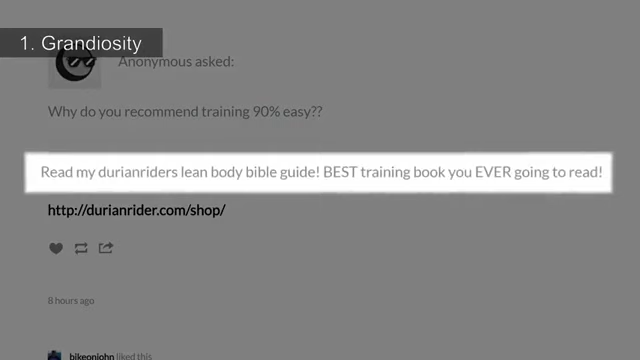 1. Grandiosity
Anonymous asked:
Why do you recommend training 90% easy??
Read my durianriders lean body bible guide! BEST training book you EVER going to read!
http://durianrider.com/shop/
8 hours ago
bikeonjohn liked this